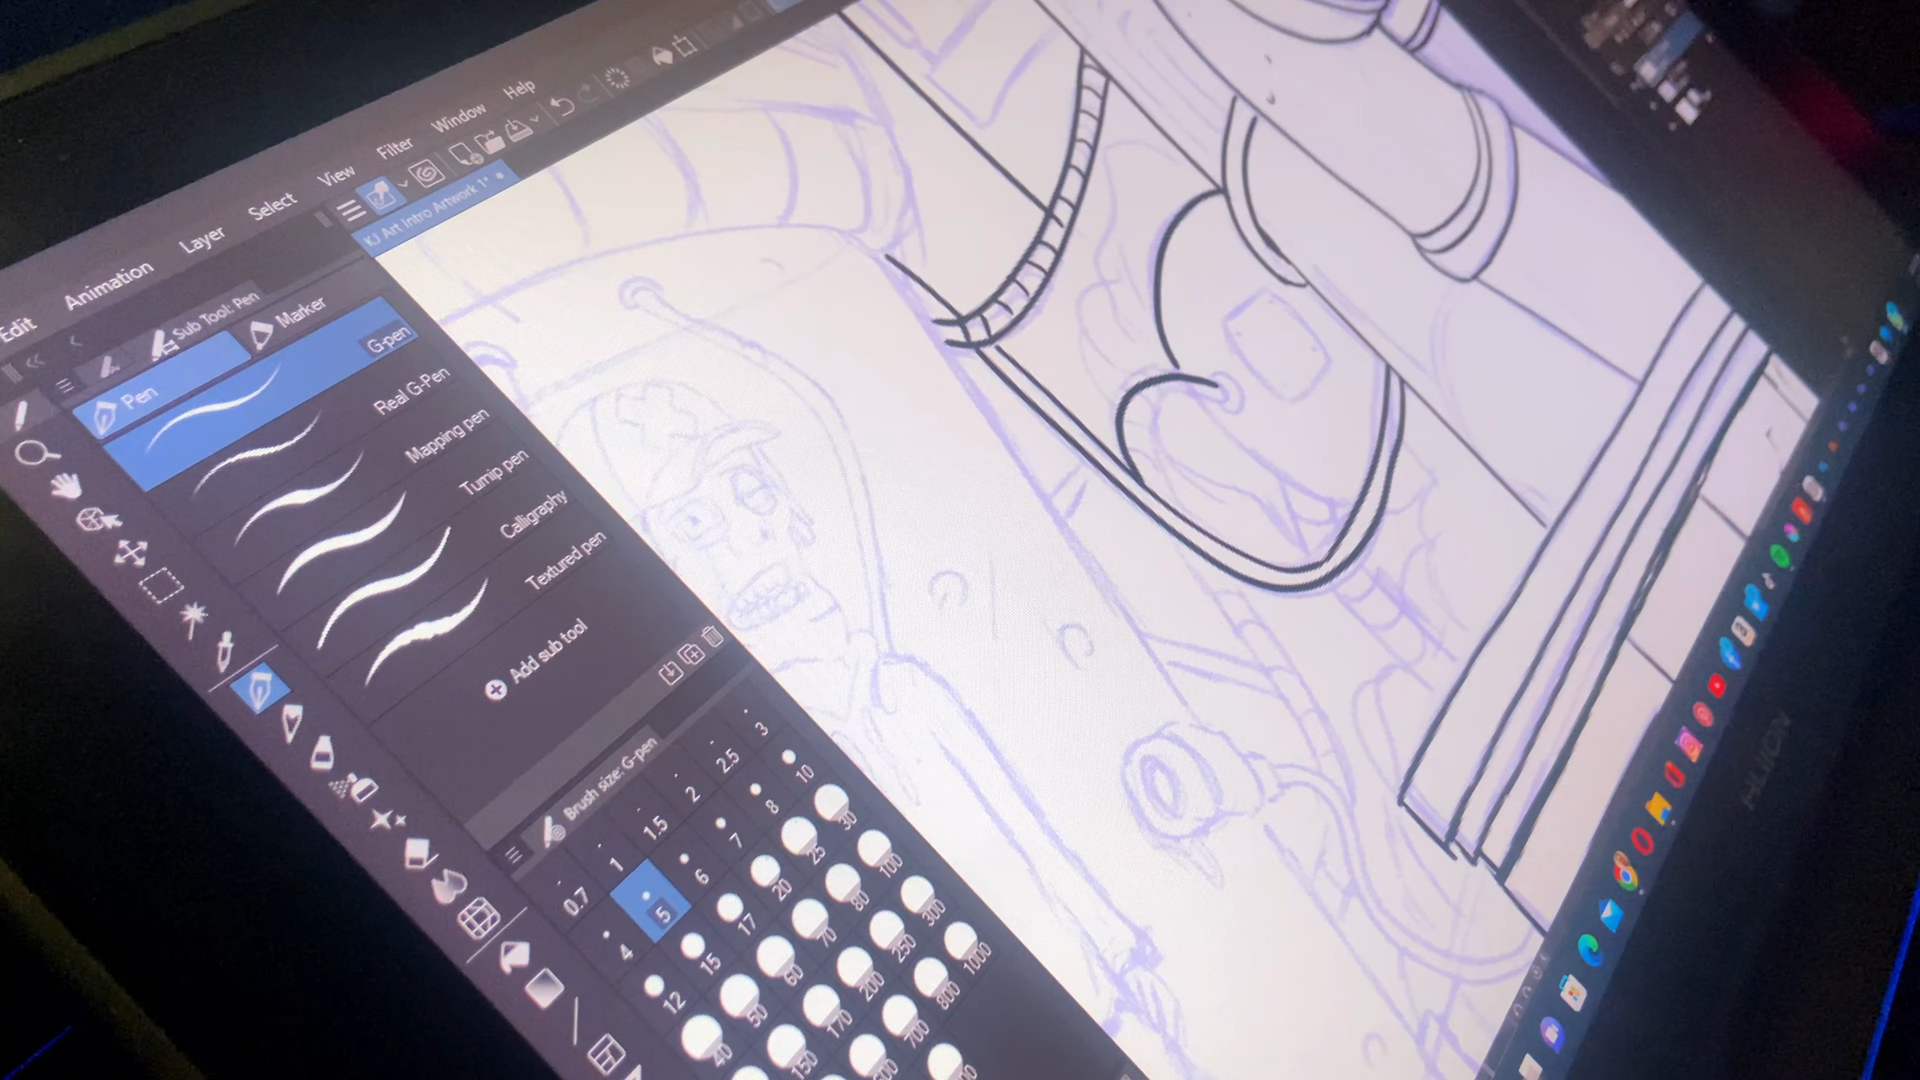 Edit Animation Layer Select View Filter Window Help
KJ Art Intro Artwork 1*
Sub Tool: Pen
Pen
Marker
G-pen
Real G-Pen
Mapping pen
Turnip pen
Calligraphy
Textured pen
Add sub tool
Brush size: G-pen
0.7 1 1.5 2 2.5 3
4 5 6 7 8 10
12 15 17 20 25 30
40 50 60 70 80 100
150 170 200 250 300
700 800 1000
HUION